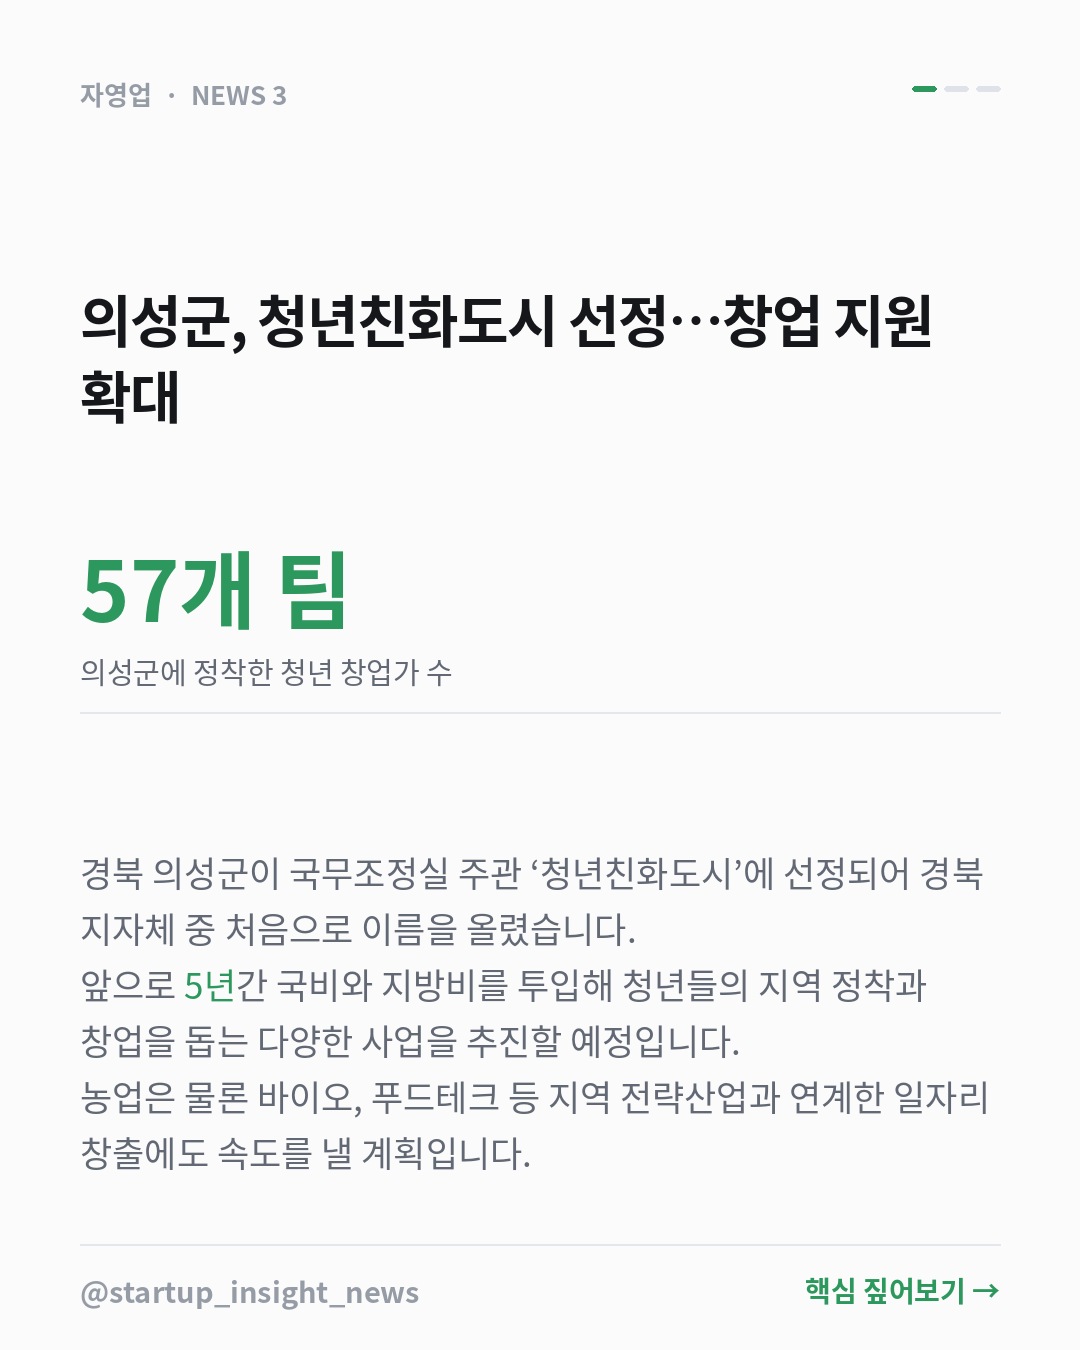 자영업 · NEWS 3
의성군, 청년친화도시 선정…창업 지원
확대
57개 팀
의성군에 정착한 청년 창업가 수
경북 의성군이 국무조정실 주관 ‘청년친화도시’에 선정되어 경북
지자체 중 처음으로 이름을 올렸습니다.
앞으로 5년간 국비와 지방비를 투입해 청년들의 지역 정착과
창업을 돕는 다양한 사업을 추진할 예정입니다.
농업은 물론 바이오, 푸드테크 등 지역 전략산업과 연계한 일자리
창출에도 속도를 낼 계획입니다.
@startup_insight_news
핵심 짚어보기 →